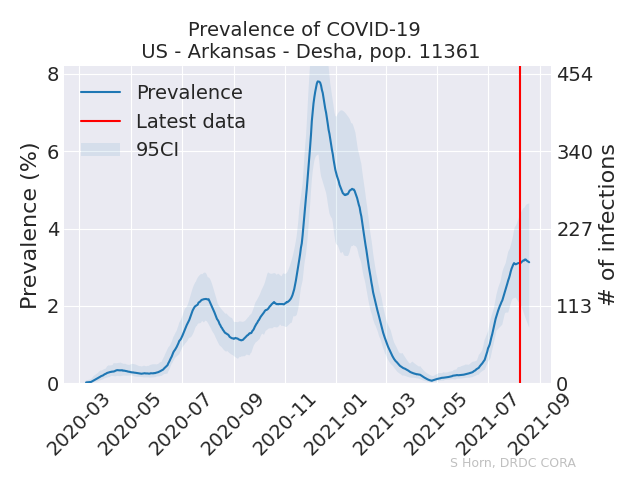 Prevalence of COVID-19
US - Arkansas - Desha, pop. 11361
Prevalence
Latest data
95CI
Prevalence (%)
8
6
4
2
0
# of infections
454
340
227
113
0
2020-03
2020-05
2020-07
2020-09
2020-11
2021-01
2021-03
2021-05
2021-07
2021-09
S Horn, DRDC CORA